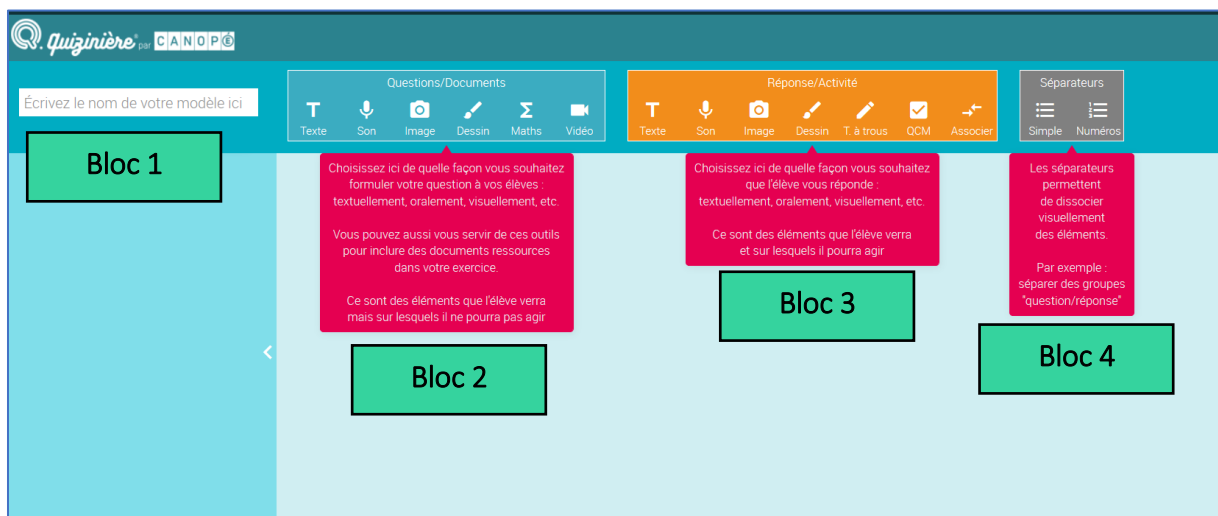 Quizinière par CANOPÉ
Écrivez le nom de votre modèle ici
Bloc 1
Questions/Documents
Texte Son Image Dessin Maths Vidéo
Réponse/Activité
Texte Son Image Dessin T. à trous QCM Associer
Séparateurs
Simple Numéros
Choisissez ici de quelle façon vous souhaitez
formuler votre question à vos élèves :
textuellement, oralement, visuellement, etc.
Vous pouvez aussi vous servir de ces outils
pour inclure des documents ressources
dans votre exercice.
Ce sont des éléments que l'élève verra
mais sur lesquels il ne pourra pas agir
Bloc 2
Choisissez ici de quelle façon vous souhaitez
que l'élève vous réponde :
textuellement, oralement, visuellement, etc.
Ce sont des éléments que l'élève verra
et sur lesquels il pourra agir
Bloc 3
Les séparateurs
permettent
de dissocier
visuellement
des éléments.
Par exemple :
séparer des groupes
"question/réponse"
Bloc 4